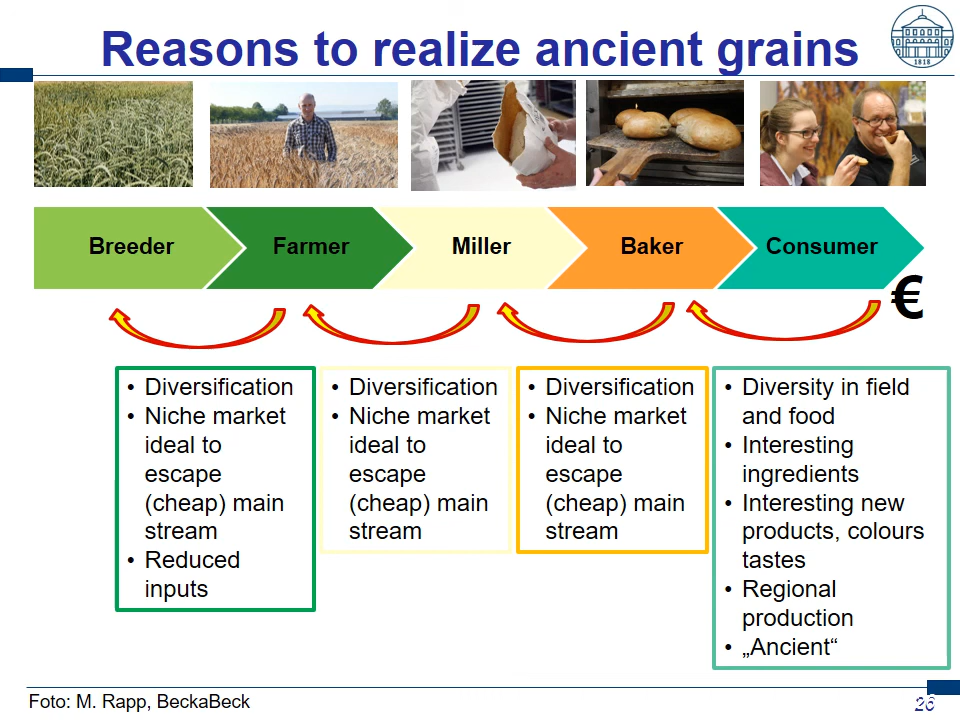 Reasons to realize ancient grains
1818
Breeder
Farmer
Miller
Baker
Consumer
€
• Diversification
• Niche market
ideal to
escape
(cheap) main
stream
• Reduced
inputs
• Diversification
• Niche market
ideal to
escape
(cheap) main
stream
• Diversification
• Niche market
ideal to
escape
(cheap) main
stream
• Diversity in field
and food
• Interesting
ingredients
• Interesting new
products, colours
tastes
• Regional
production
• „Ancient“
Foto: M. Rapp, BeckaBeck
26